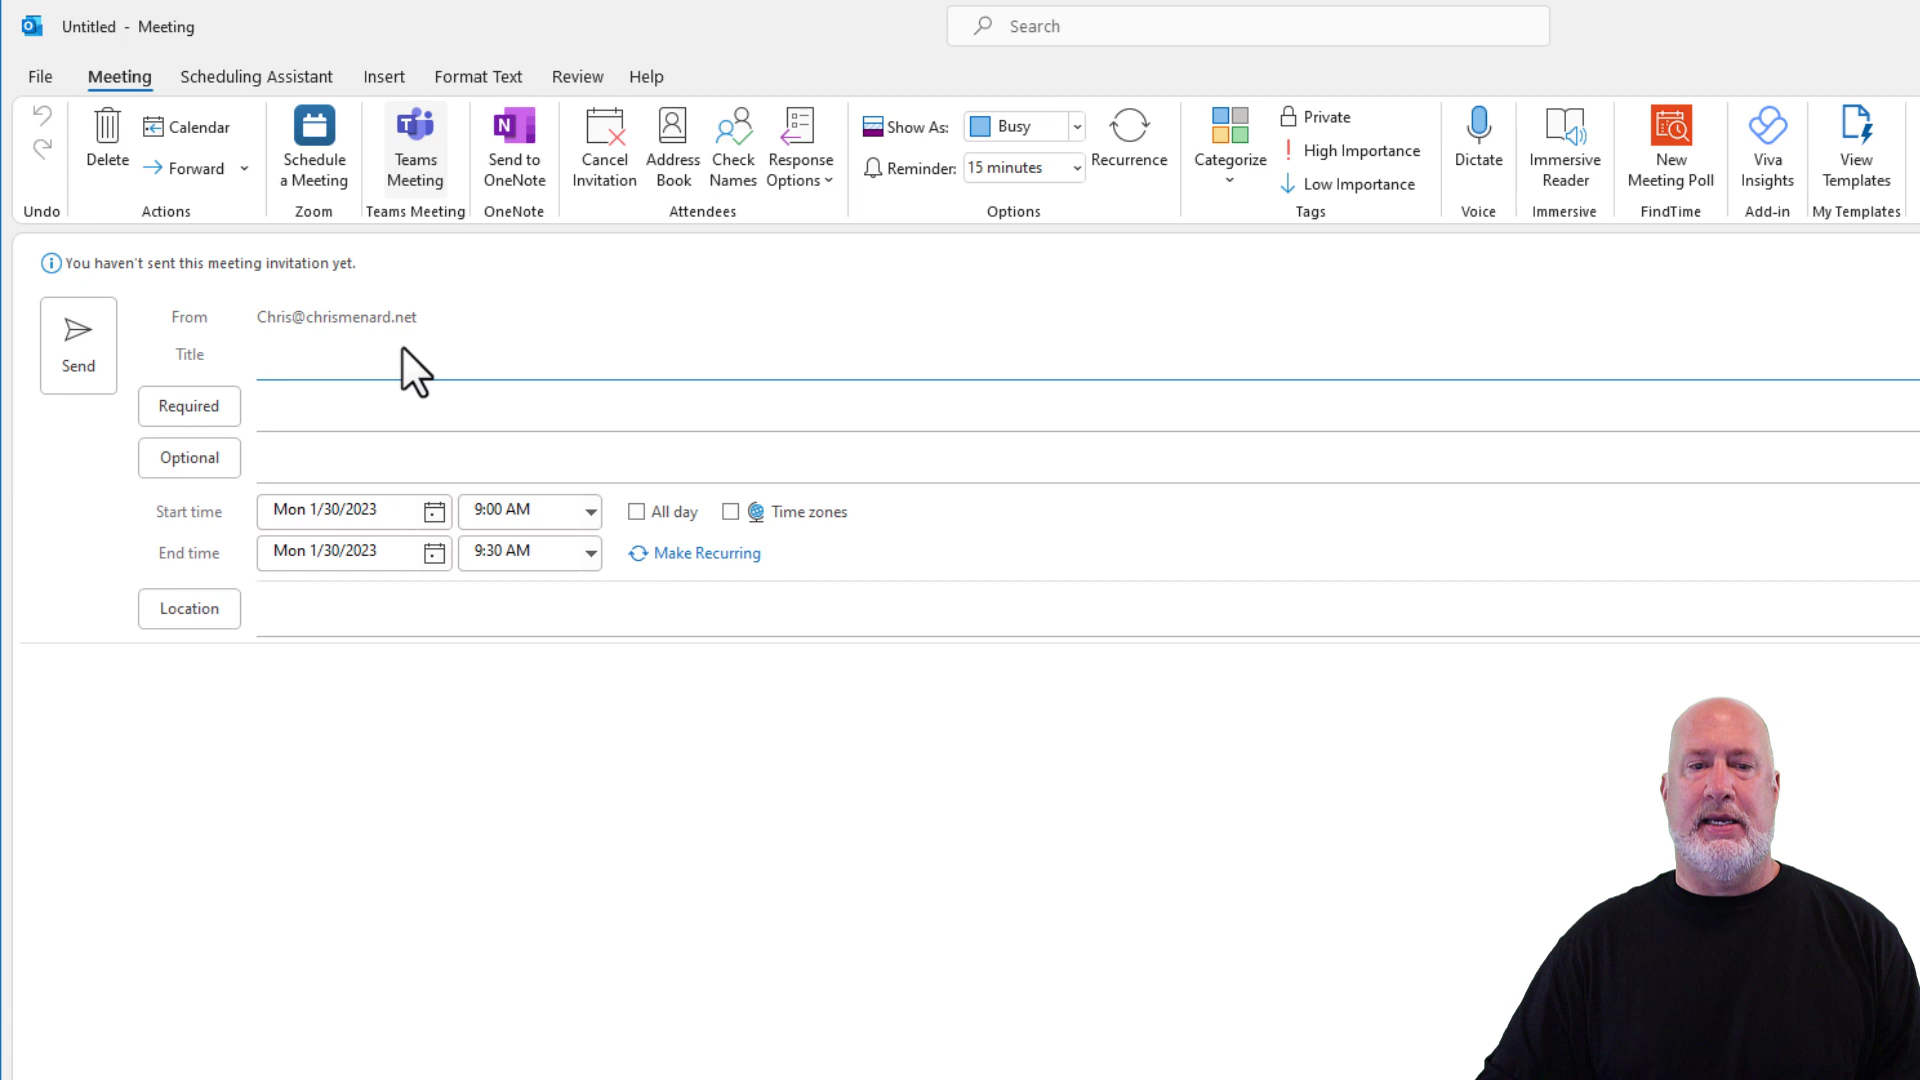 Untitled - Meeting
Search
File Meeting Scheduling Assistant Insert Format Text Review Help
Delete
Calendar
Forward
Schedule
a Meeting
Teams
Meeting
N Send to
OneNote
Cancel
Invitation
Address
Book
Check
Names
Response
Options
Show As: Busy
Reminder: 15 minutes
Recurrence
Categorize
Private
High Importance
Low Importance
Dictate
Immersive
Reader
New
Meeting Poll
Viva
Insights
View
Templates
Undo Actions Zoom Teams Meeting OneNote Attendees Options Tags Voice Immersive FindTime Add-in My Templates
You haven't sent this meeting invitation yet.
Send
From Chris@chrismenard.net
Title
Required
Optional
Start time Mon 1/30/2023 9:00 AM All day Time zones
End time Mon 1/30/2023 9:30 AM Make Recurring
Location